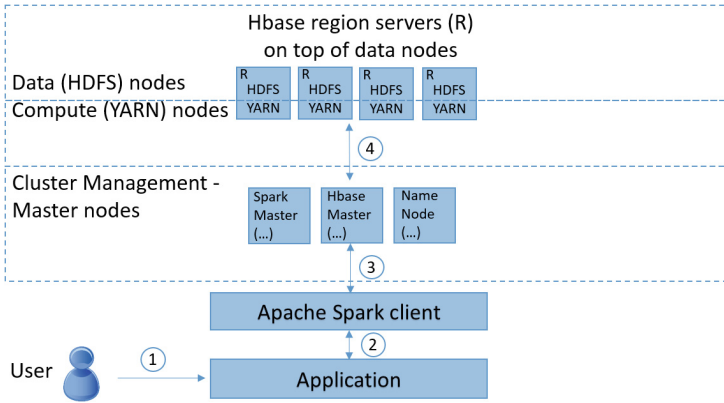 Hbase region servers (R)
on top of data nodes
Data (HDFS) nodes
R
HDFS
YARN
R
HDFS
YARN
R
HDFS
YARN
R
HDFS
YARN
Compute (YARN) nodes
4
Cluster Management -
Master nodes
Spark
Master
(...)
Hbase
Master
(...)
Name
Node
(...)
3
Apache Spark client
2
User
1
Application